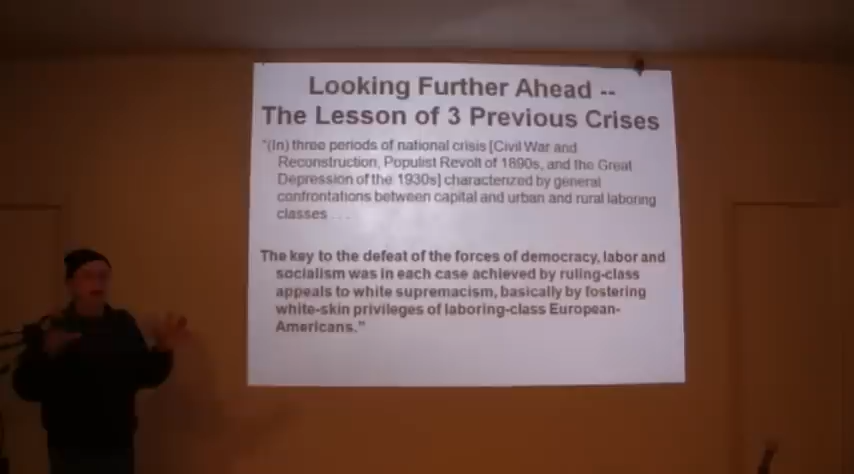 Looking Further Ahead --
The Lesson of 3 Previous Crises
"(In) three periods of national crisis [Civil War and
Reconstruction, Populist Revolt of 1890s, and the Great
Depression of the 1930s] characterized by general
confrontations between capital and urban and rural laboring
classes . . .
The key to the defeat of the forces of democracy, labor and
socialism was in each case achieved by ruling-class
appeals to white supremacism, basically by fostering
white-skin privileges of laboring-class European-
Americans."